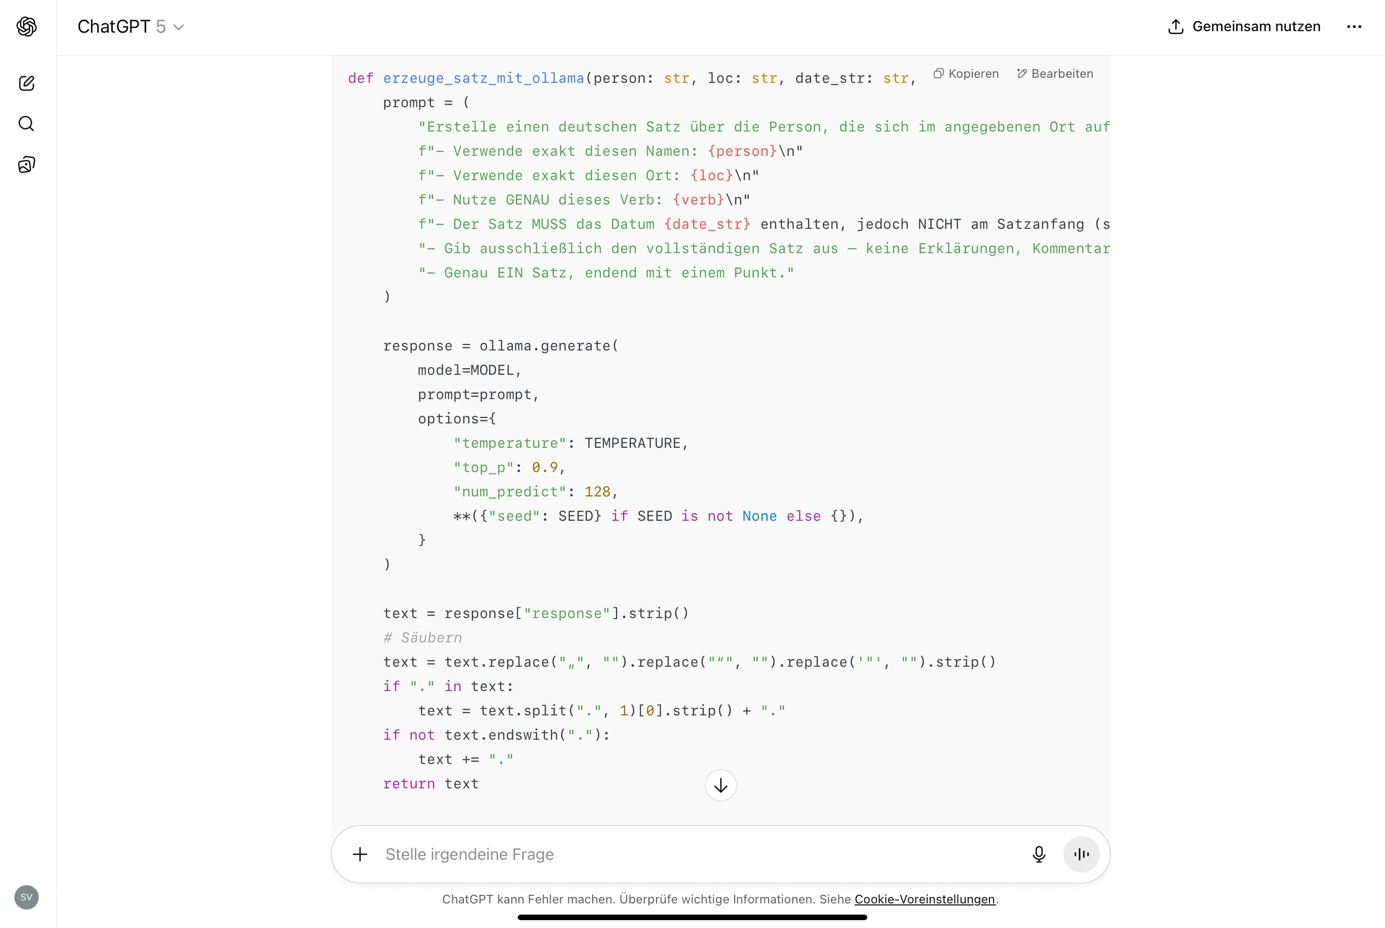 ChatGPT 5
Gemeinsam nutzen
def erzeuge_satz_mit_ollama(person: str, loc: str, date_str: str,
Kopieren
Bearbeiten
    prompt = (
        "Erstelle einen deutschen Satz über die Person, die sich im angegebenen Ort auf
        f"– Verwende exakt diesen Namen: {person}\n"
        f"– Verwende exakt diesen Ort: {loc}\n"
        f"– Nutze GENAU dieses Verb: {verb}\n"
        f"– Der Satz MUSS das Datum {date_str} enthalten, jedoch NICHT am Satzanfang (s
        "– Gib ausschließlich den vollständigen Satz aus – keine Erklärungen, Kommentar
        "– Genau EIN Satz, endend mit einem Punkt."
    )
    response = ollama.generate(
        model=MODEL,
        prompt=prompt,
        options={
            "temperature": TEMPERATURE,
            "top_p": 0.9,
            "num_predict": 128,
            **({"seed": SEED} if SEED is not None else {}),
        }
    )
    text = response["response"].strip()
    # Säubern
    text = text.replace("„", "").replace("“", "").replace('"', "").strip()
    if "." in text:
        text = text.split(".", 1)[0].strip() + "."
    if not text.endswith("."):
        text += "."
    return text
Stelle irgendeine Frage
SV
ChatGPT kann Fehler machen. Überprüfe wichtige Informationen. Siehe Cookie-Voreinstellungen.